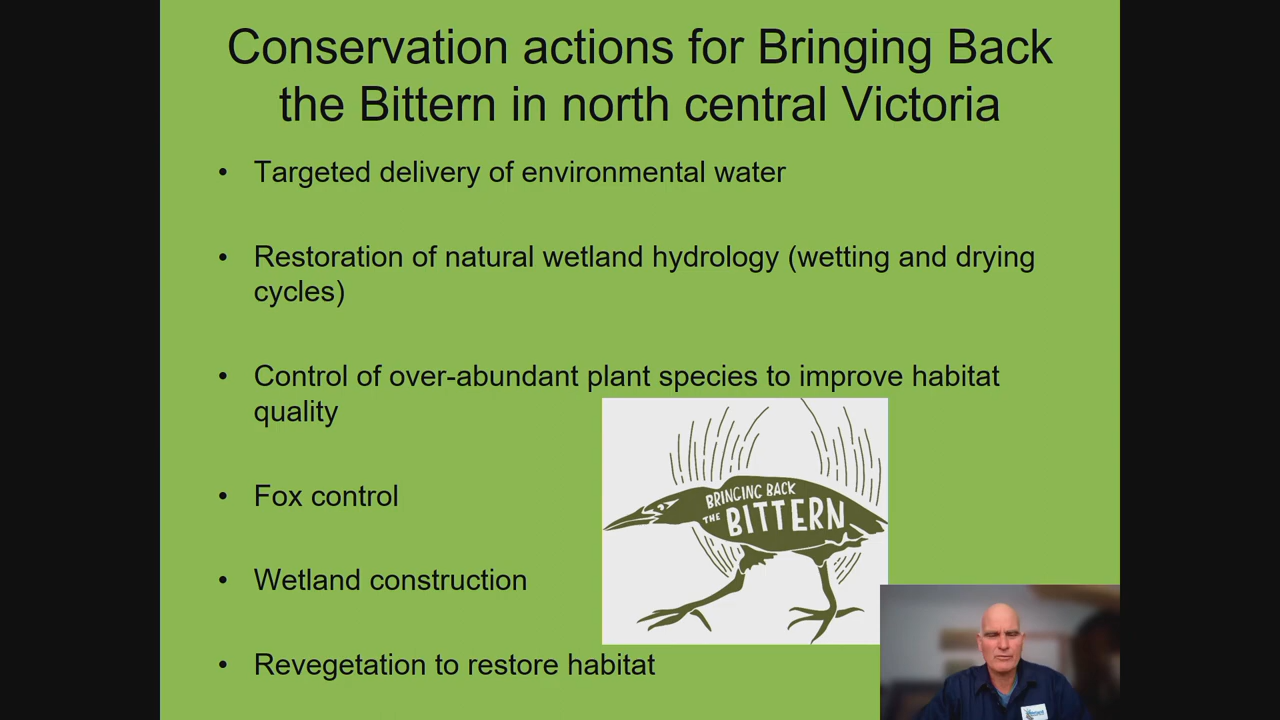 Conservation actions for Bringing Back
the Bittern in north central Victoria
• Targeted delivery of environmental water
• Restoration of natural wetland hydrology (wetting and drying
cycles)
• Control of over-abundant plant species to improve habitat
quality
• Fox control
BRINGING BACK
THE BITTERN
• Wetland construction
• Revegetation to restore habitat